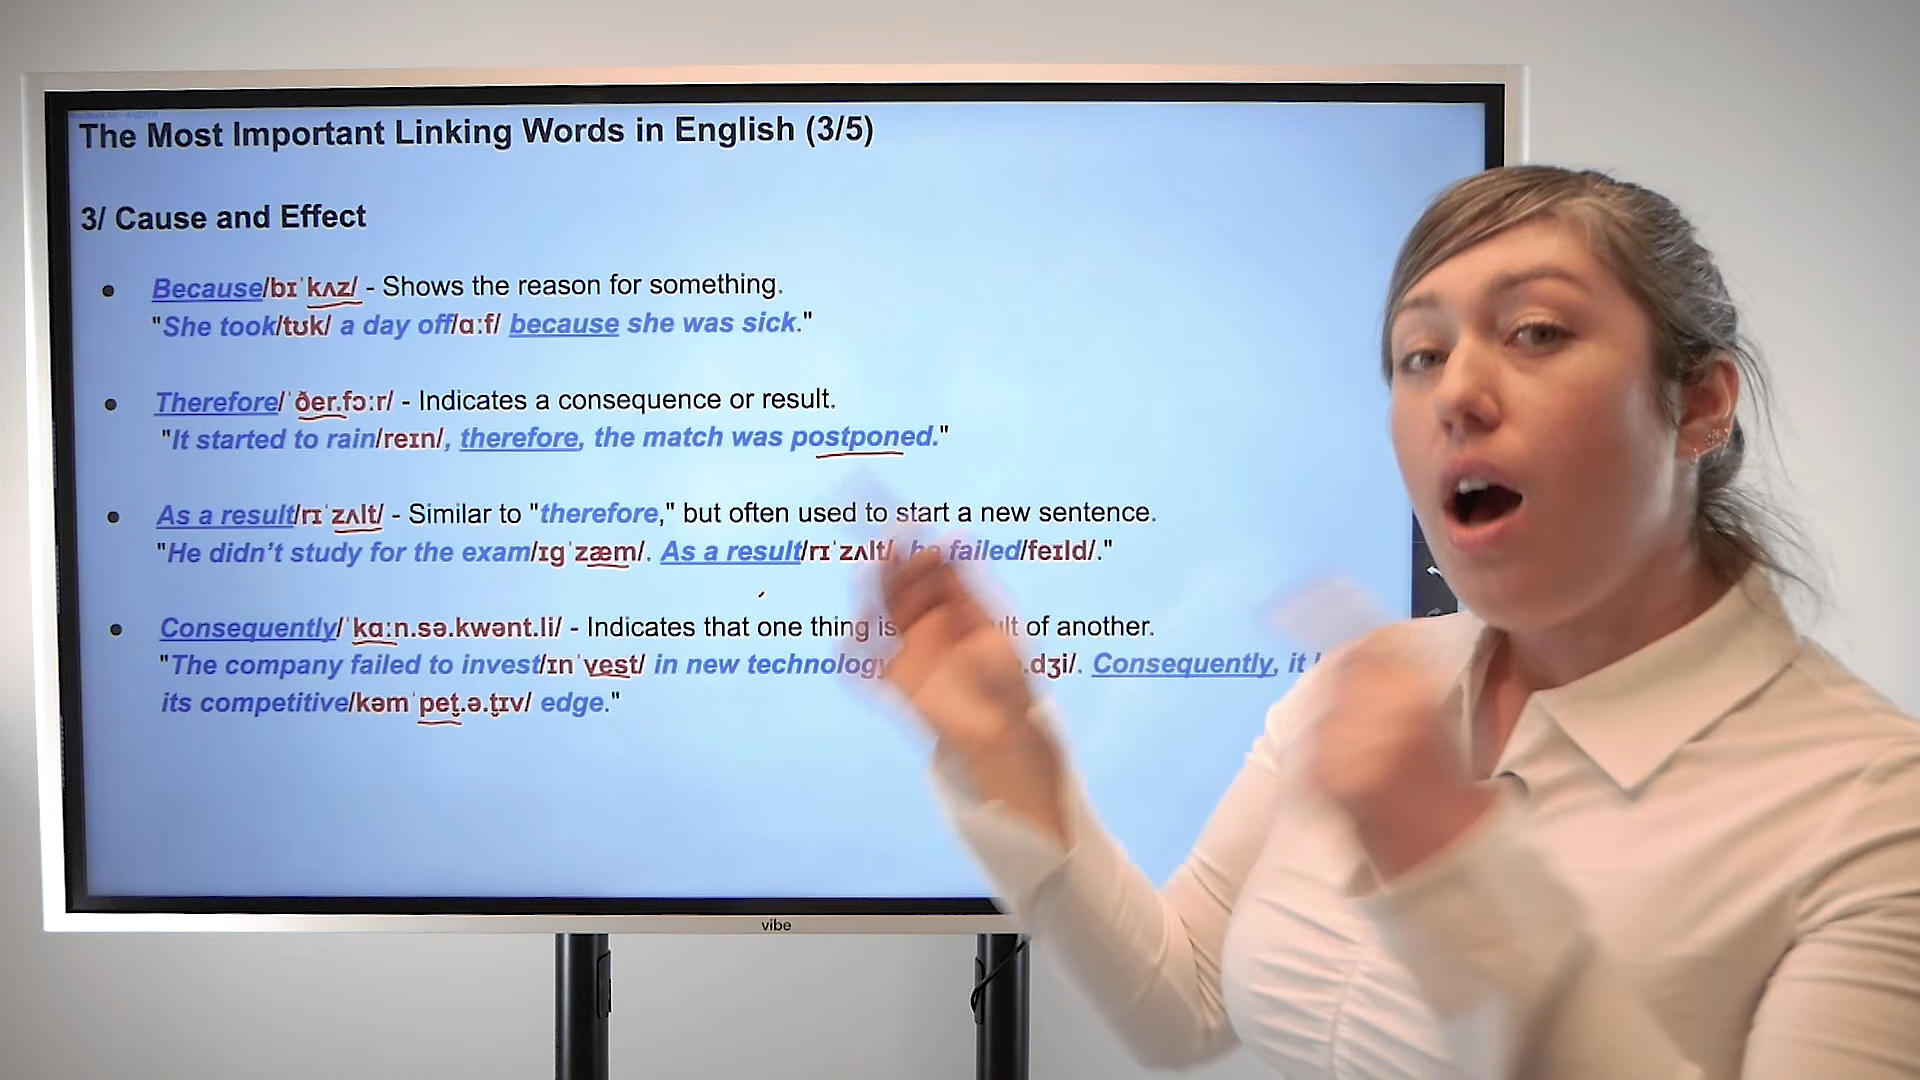 The Most Important Linking Words in English (3/5)
3/ Cause and Effect
● Because/bɪˈkʌz/ - Shows the reason for something.
"She took/tʊk/ a day off/ɑːf/ because she was sick."
● Therefore/ˈðer.fɔːr/ - Indicates a consequence or result.
"It started to rain/reɪn/, therefore, the match was postponed."
● As a result/rɪˈzʌlt/ - Similar to "therefore," but often used to start a new sentence.
"He didn't study for the exam/ɪɡˈzæm/. As a result/rɪˈzʌlt/, he failed/feɪld/."
● Consequently/ˈkɑːn.sə.kwənt.li/ - Indicates that one thing is of another.
"The company failed to invest/ɪnˈvest/ in new technology .dʒi/. Consequently, it
its competitive/kəmˈpet̬.ə.t̬ɪv/ edge."
vibe